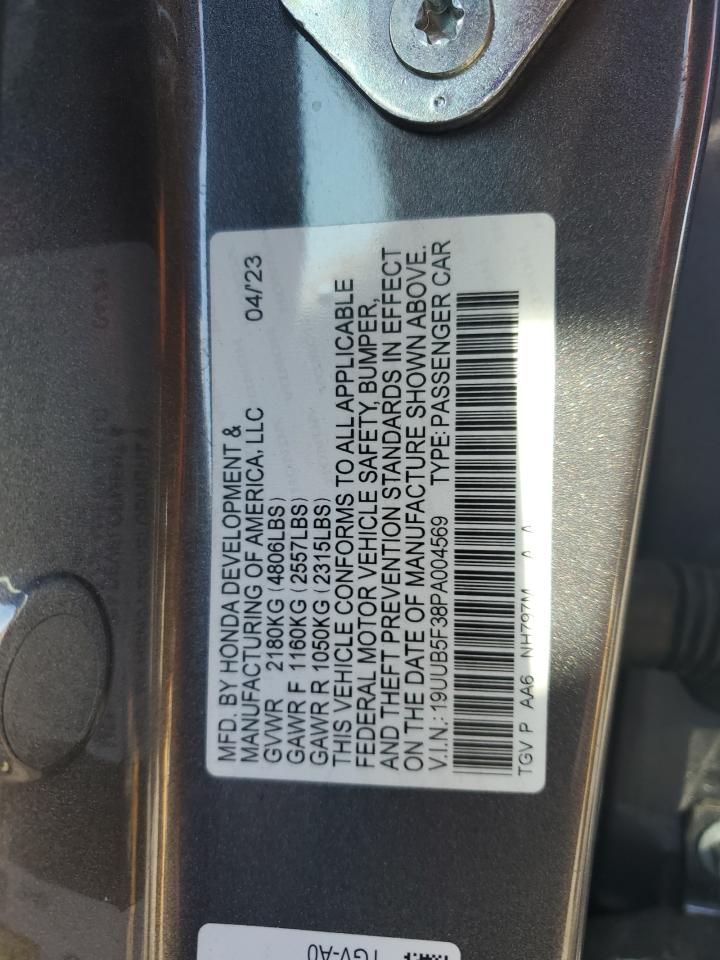 MFD. BY HONDA DEVELOPMENT &
MANUFACTURING OF AMERICA, LLC 04/'23
GVWR 2180KG (4806LBS)
GAWR F 1160KG (2557LBS)
GAWR R 1050KG (2315LBS)
THIS VEHICLE CONFORMS TO ALL APPLICABLE
FEDERAL MOTOR VEHICLE SAFETY, BUMPER,
AND THEFT PREVENTION STANDARDS IN EFFECT
ON THE DATE OF MANUFACTURE SHOWN ABOVE.
V.I.N.: 19UUB5F38PA004569 TYPE: PASSENGER CAR
TGV P AA6 NH797M A A
TGV-A0